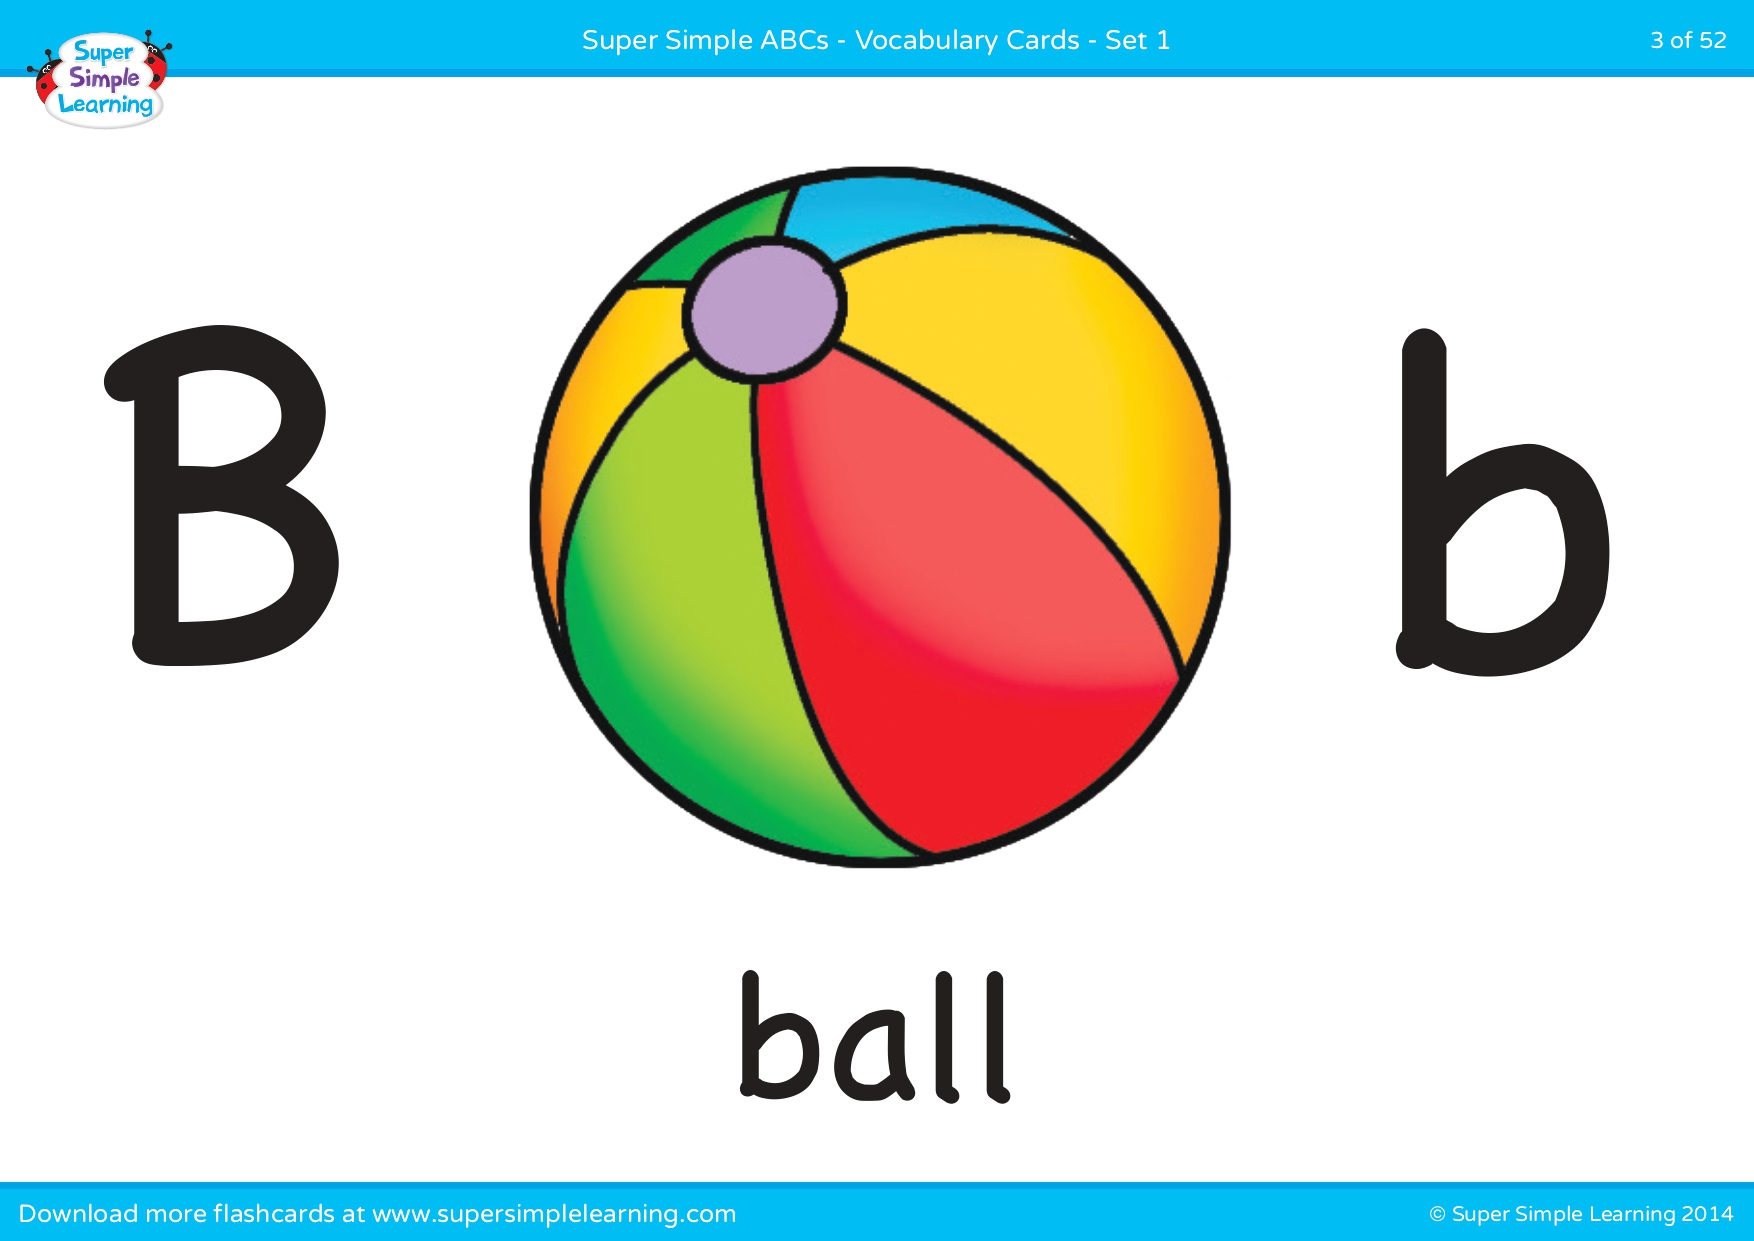 Super Simple ABCs - Vocabulary Cards - Set 1
3 of 52
Super
Simple
Learning
B
b
ball
Download more flashcards at www.supersimplelearning.com
© Super Simple Learning 2014